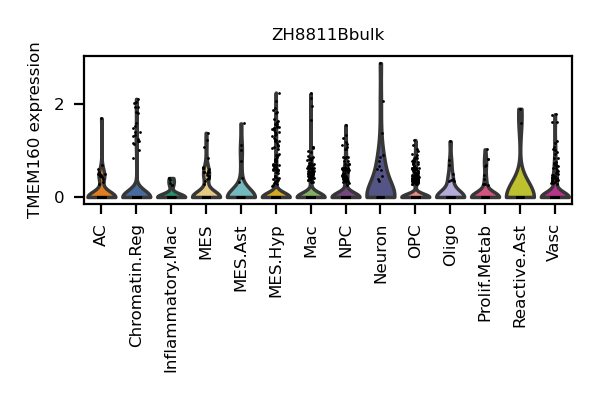 ZH8811Bbulk
TMEM160 expression
2
0
AC
Chromatin.Reg
Inflammatory.Mac
MES
MES.Ast
MES.Hyp
Mac
NPC
Neuron
OPC
Oligo
Prolif.Metab
Reactive.Ast
Vasc